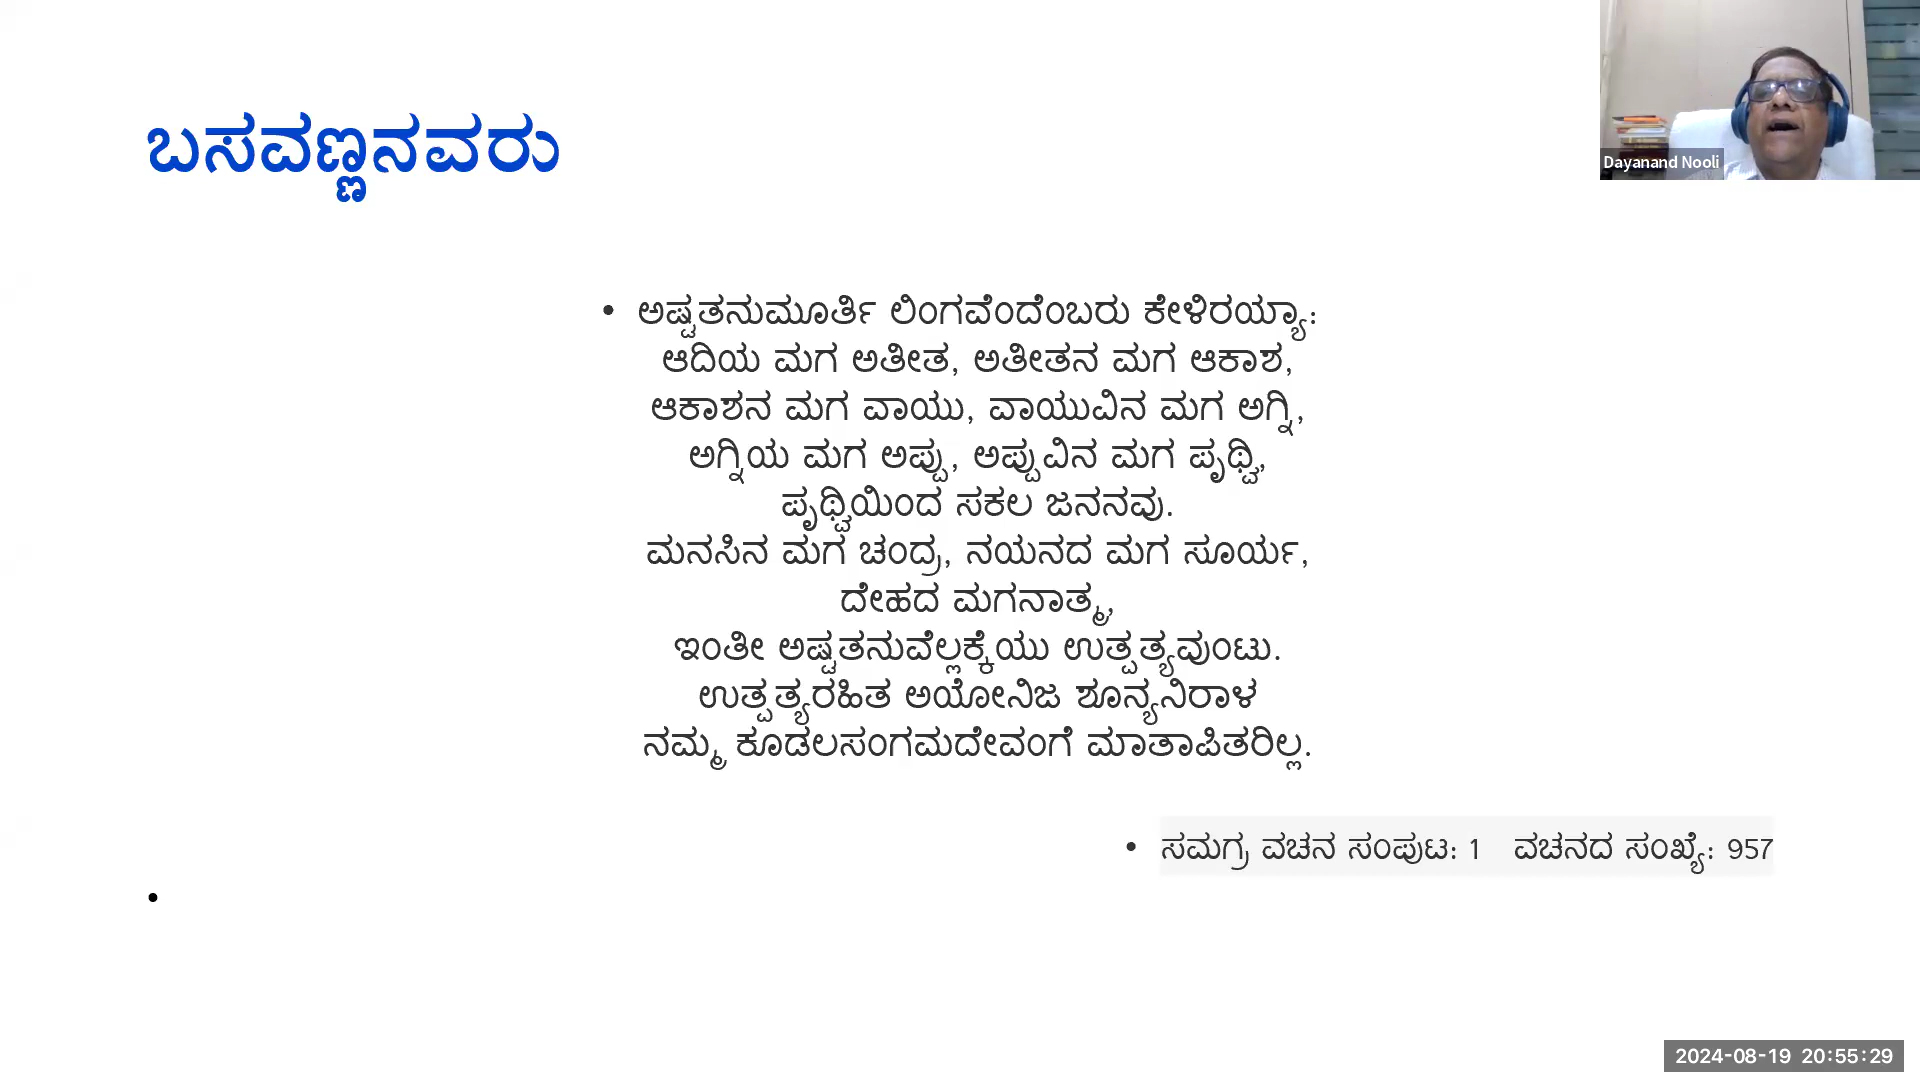 ಬಸವಣ್ಣನವರು
Dayanand Nooli
• ಅಷ್ಟತನುಮೂರ್ತಿ ಲಿಂಗವೆಂದೆಂಬರು ಕೇಳಿರಯ್ಯಾ:
ಆದಿಯ ಮಗ ಅತೀತ, ಅತೀತನ ಮಗ ಆಕಾಶ,
ಆಕಾಶನ ಮಗ ವಾಯು, ವಾಯುವಿನ ಮಗ ಅಗ್ನಿ,
ಅಗ್ನಿಯ ಮಗ ಅಪ್ಪು, ಅಪ್ಪುವಿನ ಮಗ ಪೃಥ್ವಿ,
ಪೃಥ್ವಿಯಿಂದ ಸಕಲ ಜನನವು.
ಮನಸಿನ ಮಗ ಚಂದ್ರ, ನಯನದ ಮಗ ಸೂರ್ಯ,
ದೇಹದ ಮಗನಾತ್ಮ,
ಇಂತೀ ಅಷ್ಟತನುವೆಲ್ಲಕ್ಕೆಯು ಉತ್ಪತ್ಯವುಂಟು.
ಉತ್ಪತ್ಯರಹಿತ ಅಯೋನಿಜ ಶೂನ್ಯನಿರಾಳ
ನಮ್ಮ ಕೂಡಲಸಂಗಮದೇವಂಗೆ ಮಾತಾಪಿತರಿಲ್ಲ.
• ಸಮಗ್ರ ವಚನ ಸಂಪುಟ: 1 ವಚನದ ಸಂಖ್ಯೆ: 957
2024-08-19 20:55:29